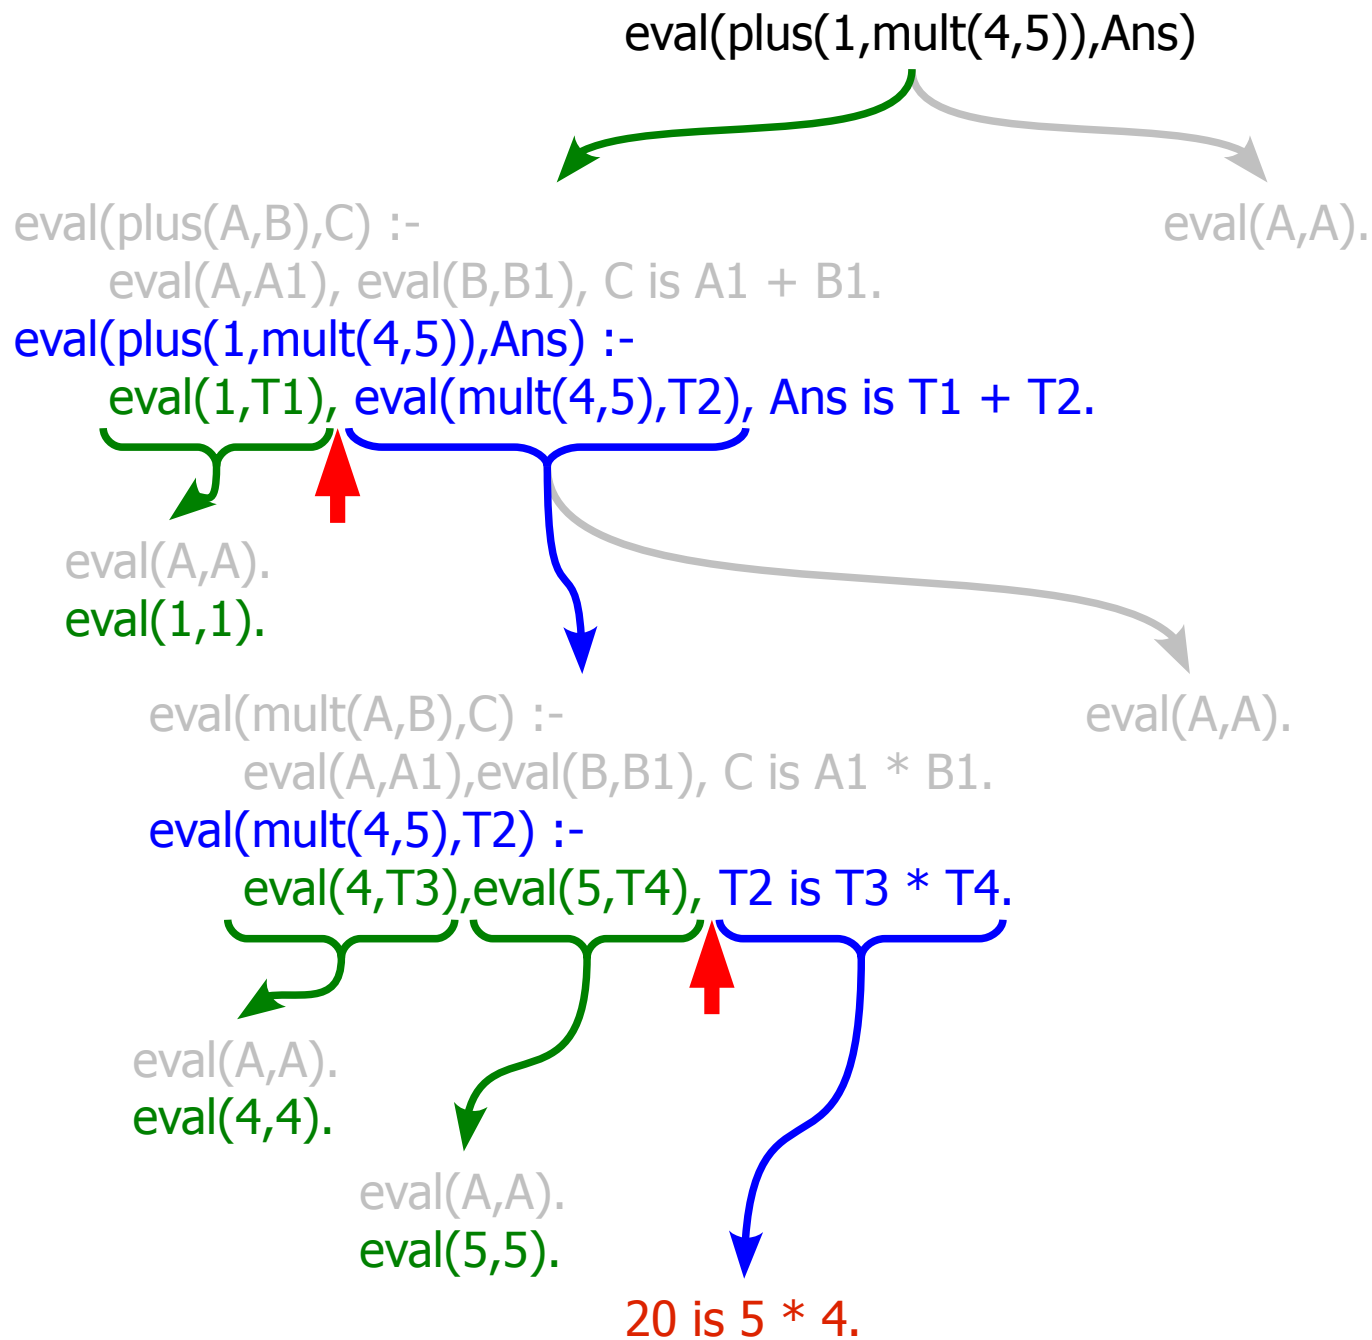 eval(plus(1,mult(4,5)),Ans)
eval(plus(A,B),C) :-
eval(A,A).
eval(A,A1), eval(B,B1), C is A1 + B1.
eval(plus(1,mult(4,5)),Ans) :-
eval(1,T1), eval(mult(4,5),T2), Ans is T1 + T2.
eval(A,A).
eval(1,1).
eval(mult(A,B),C) :-
eval(A,A).
eval(A,A1),eval(B,B1), C is A1 * B1.
eval(mult(4,5),T2) :-
eval(4,T3),eval(5,T4), T2 is T3 * T4.
eval(A,A).
eval(4,4).
eval(A,A).
eval(5,5).
20 is 5 * 4.